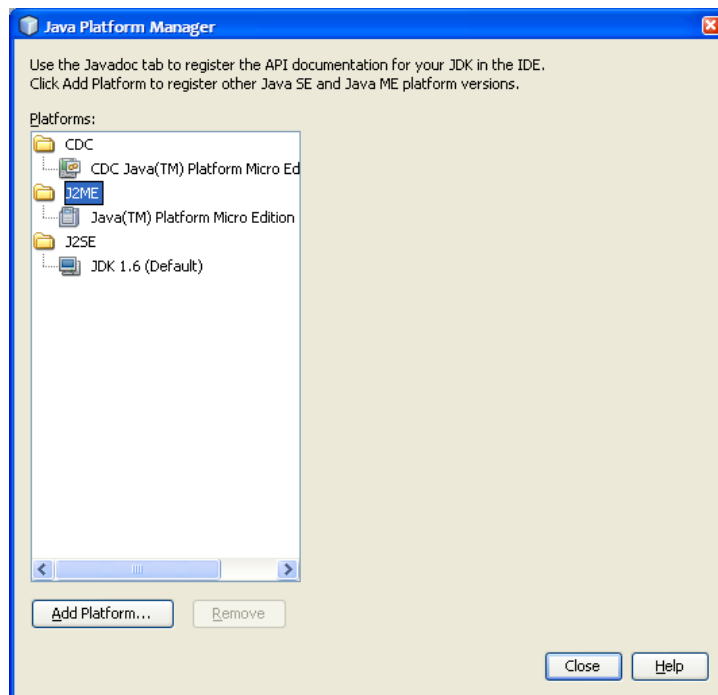 Java Platform Manager
Use the Javadoc tab to register the API documentation for your JDK in the IDE.
Click Add Platform to register other Java SE and Java ME platform versions.
Platforms:
CDC
CDC Java(TM) Platform Micro Ed
J2ME
Java(TM) Platform Micro Edition
J2SE
JDK 1.6 (Default)
Add Platform... Remove
Close Help